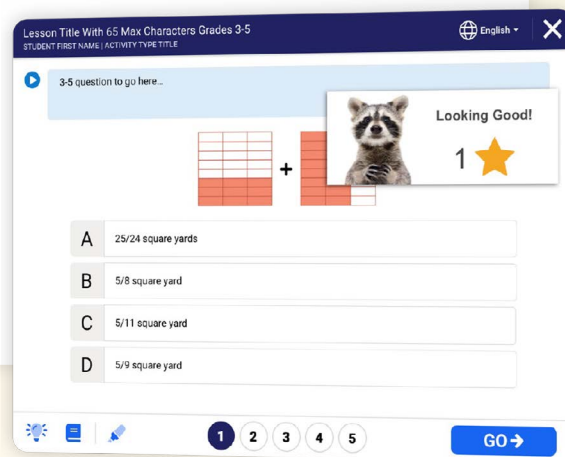 Lesson Title With 65 Max Characters Grades 3-5
STUDENT FIRST NAME | ACTIVITY TYPE TITLE
English
3-5 question to go here...
Looking Good!
1
+
A 25/24 square yards
B 5/8 square yard
C 5/11 square yard
D 5/9 square yard
1 2 3 4 5
GO